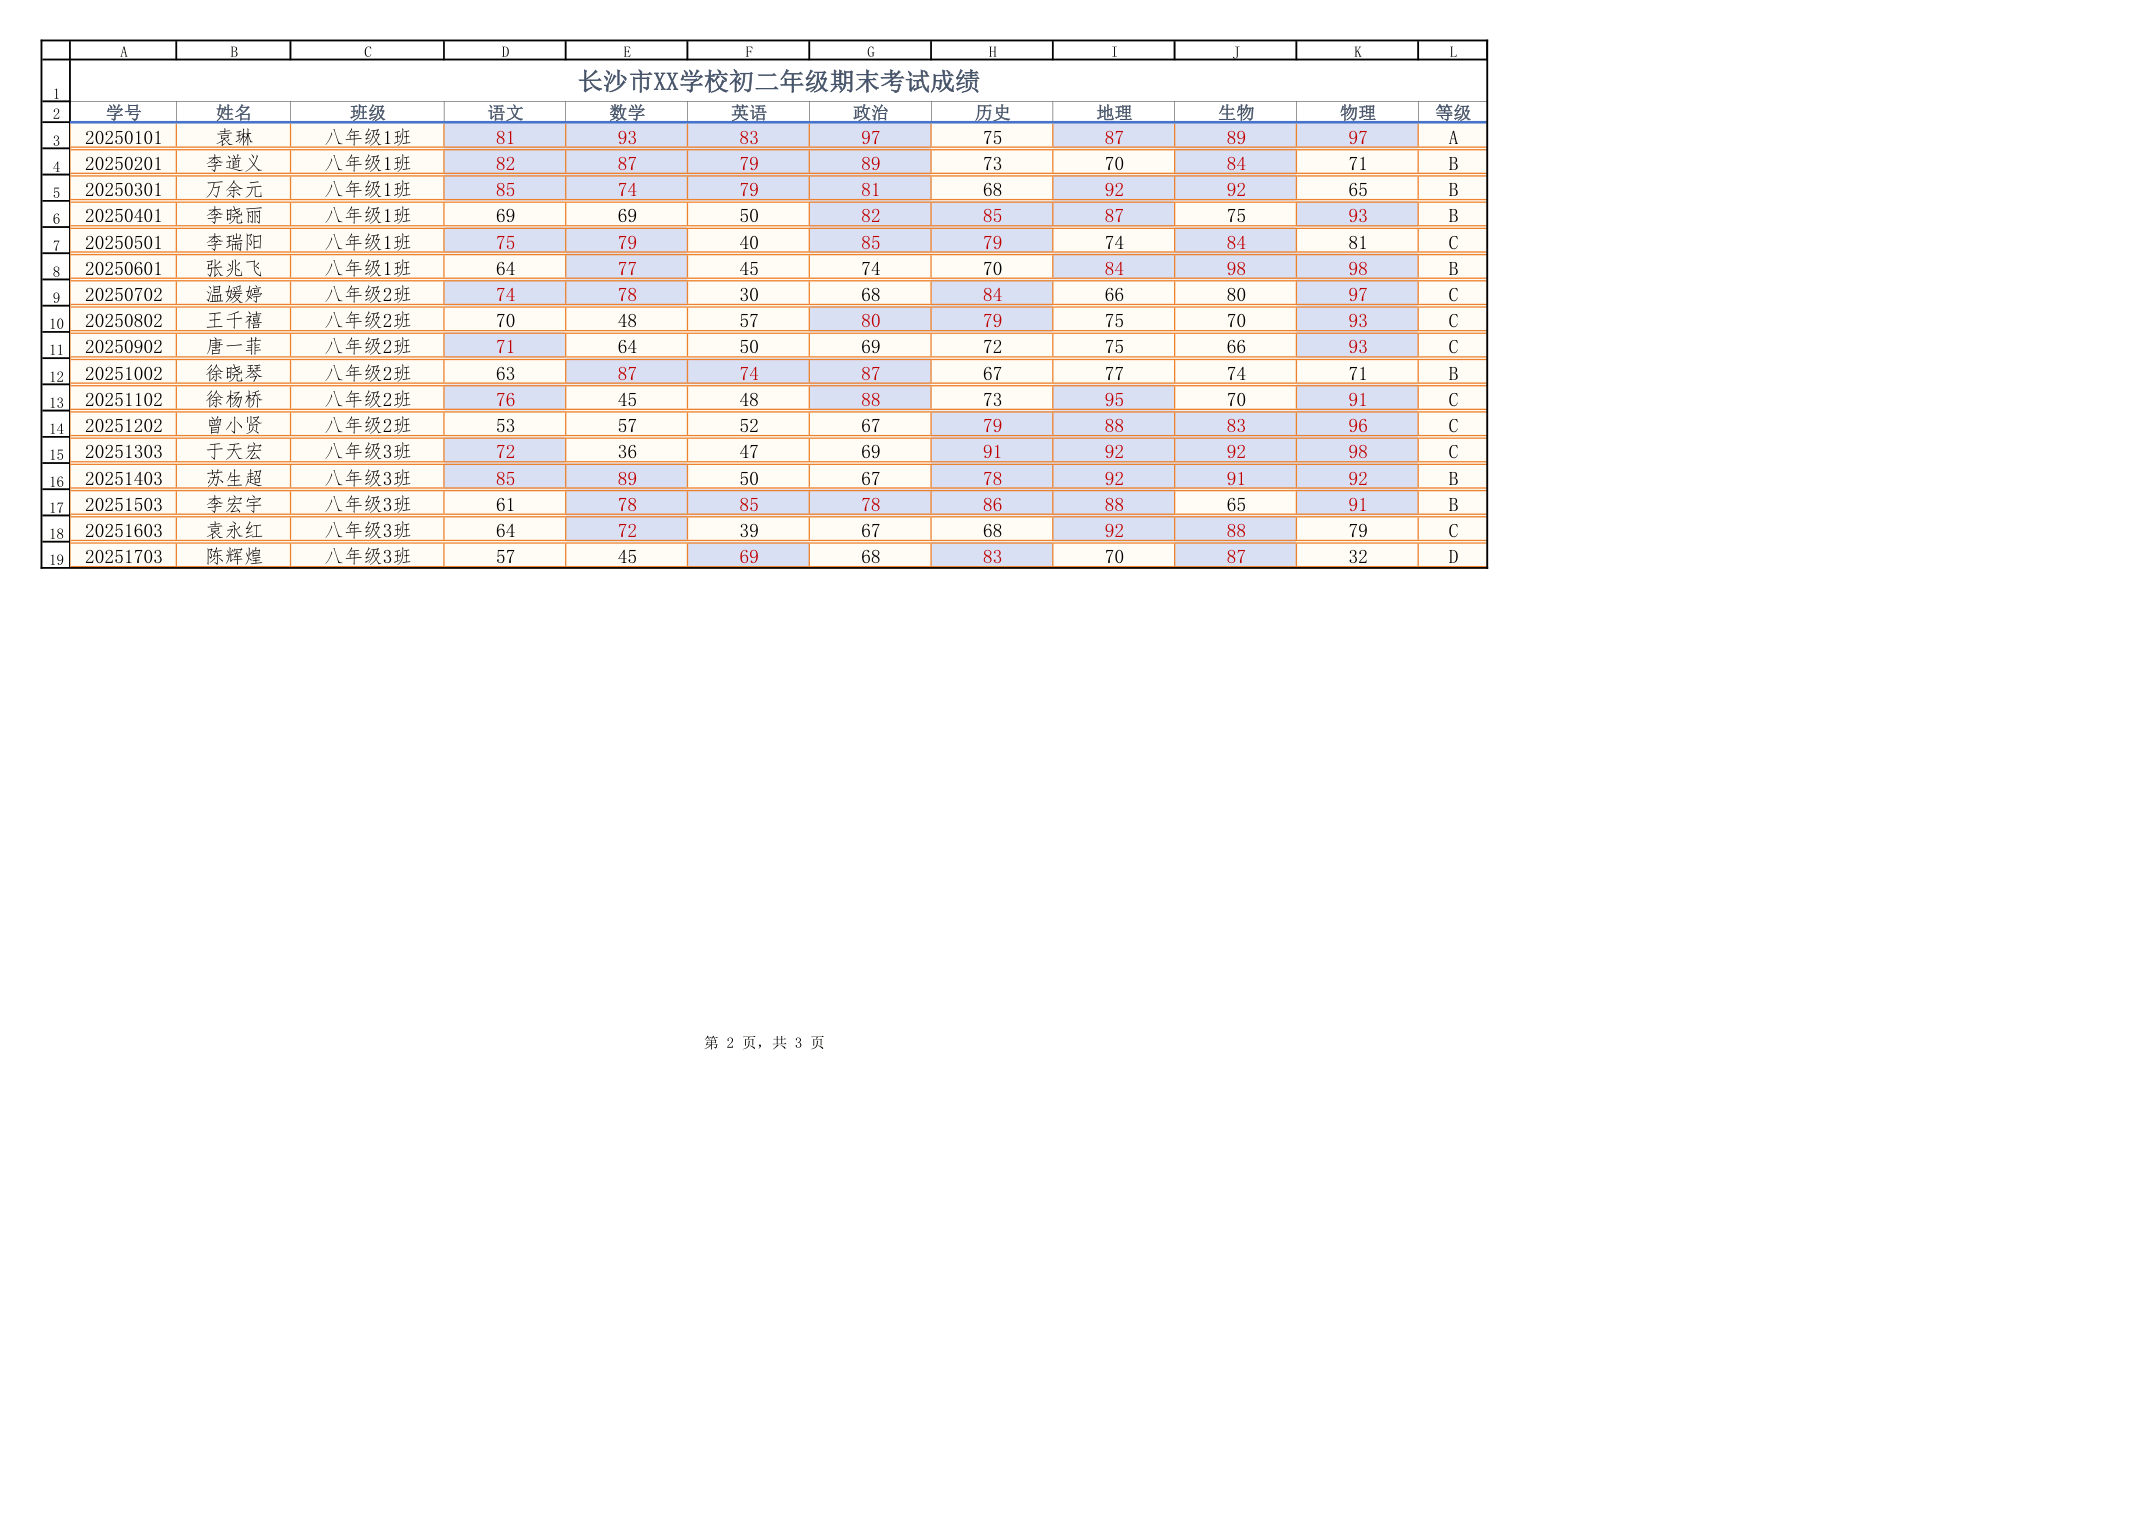 A B C D E F G H I J K L
1 长沙市XX学校初二年级期末考试成绩
2 学号 姓名 班级 语文 数学 英语 政治 历史 地理 生物 物理 等级
3 20250101 袁琳 八年级1班 81 93 83 97 75 87 89 97 A
4 20250201 李道义 八年级1班 82 87 79 89 73 70 84 71 B
5 20250301 万余元 八年级1班 85 74 79 81 68 92 92 65 B
6 20250401 李晓丽 八年级1班 69 69 50 82 85 87 75 93 B
7 20250501 李瑞阳 八年级1班 75 79 40 85 79 74 84 81 C
8 20250601 张兆飞 八年级1班 64 77 45 74 70 84 98 98 B
9 20250702 温媛婷 八年级2班 74 78 30 68 84 66 80 97 C
10 20250802 王千禧 八年级2班 70 48 57 80 79 75 70 93 C
11 20250902 唐一菲 八年级2班 71 64 50 69 72 75 66 93 C
12 20251002 徐晓琴 八年级2班 63 87 74 87 67 77 74 71 B
13 20251102 徐杨桥 八年级2班 76 45 48 88 73 95 70 91 C
14 20251202 曾小贤 八年级2班 53 57 52 67 79 88 83 96 C
15 20251303 于天宏 八年级3班 72 36 47 69 91 92 92 98 C
16 20251403 苏生超 八年级3班 85 89 50 67 78 92 91 92 B
17 20251503 李宏宇 八年级3班 61 78 85 78 86 88 65 91 B
18 20251603 袁永红 八年级3班 64 72 39 67 68 92 88 79 C
19 20251703 陈辉煌 八年级3班 57 45 69 68 83 70 87 32 D
第 2 页，共 3 页